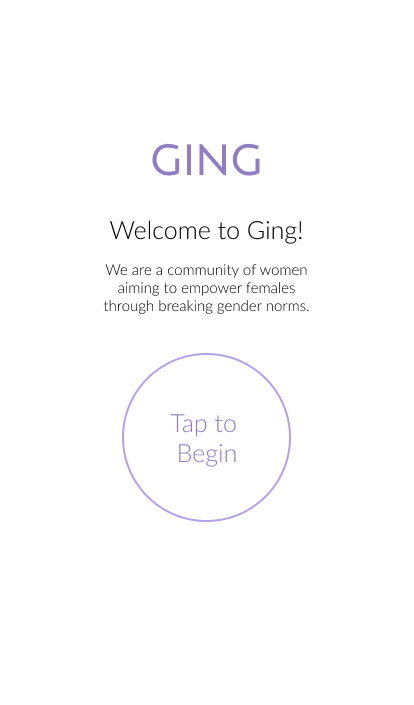 GING
Welcome to Ging!
We are a community of women
aiming to empower females
through breaking gender norms.
Tap to
Begin